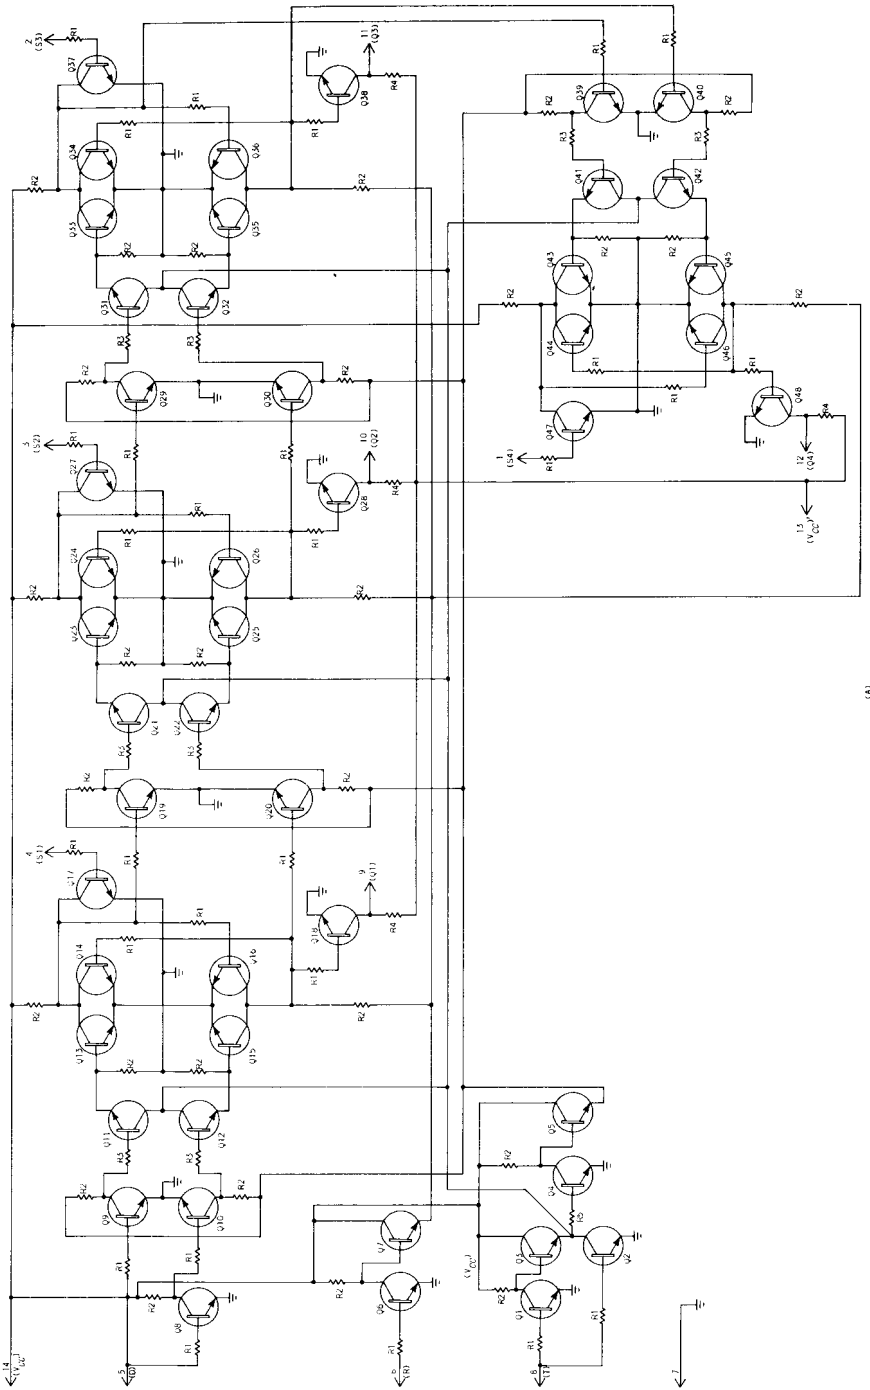 2
(S3)
R1
Q37
R2
Q34
Q33
R1
R1
Q36
Q35
R2
R2
R1
Q38
11
(Q3)
R4
R2
Q31
Q32
R3
R3
R2
Q29
Q30
R2
3
(S2)
R1
Q27
R1
R1
R2
Q24
Q23
R1
R1
Q26
Q25
R2
R2
R1
Q28
10
(Q2)
R4
R2
Q21
Q22
R3
R3
R2
Q19
Q20
R2
4
(S1)
R1
Q17
R1
R1
R2
Q14
Q13
R1
R1
Q16
Q15
R2
R2
R1
Q18
9
(Q1)
R4
R2
Q11
Q12
R3
R3
R2
Q9
Q10
R2
R1
R1
R2
Q8
R1
14
(VCC)
5
(D)
6
(R)
R1
Q6
R2
Q7
8
(T)
R1
R1
Q1
R2
(VCC)
Q3
Q2
R5
Q4
R2
Q5
7
R1
R1
R2
Q39
Q40
R2
R3
R3
Q41
Q42
R2
R2
Q43
Q44
Q45
Q46
R2
R2
R1
R1
R1
Q47
R1
1
(S4)
Q48
R4
12
(Q4)
13
(VCC)'
(A)